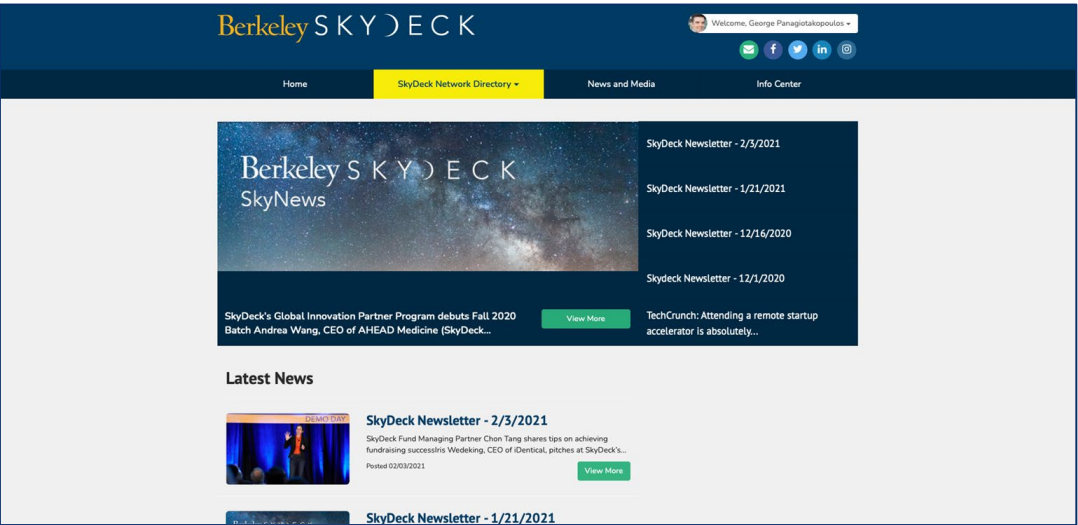 Berkeley SKYDECK
Welcome, George Panagiotakopoulos
Home
SkyDeck Network Directory
News and Media
Info Center
Berkeley SKYDECK
SkyNews
SkyDeck's Global Innovation Partner Program debuts Fall 2020
Batch Andrea Wang, CEO of AHEAD Medicine (SkyDeck...
View More
SkyDeck Newsletter - 2/3/2021
SkyDeck Newsletter - 1/21/2021
SkyDeck Newsletter - 12/16/2020
Skydeck Newsletter - 12/1/2020
TechCrunch: Attending a remote startup
accelerator is absolutely...
Latest News
DEMO DAY
SkyDeck Newsletter - 2/3/2021
SkyDeck Fund Managing Partner Chon Tang shares tips on achieving
fundraising successIris Wedeking, CEO of iDentical, pitches at SkyDeck's...
Posted 02/03/2021
View More
Berkeley SKYDECK
SkyDeck Newsletter - 1/21/2021